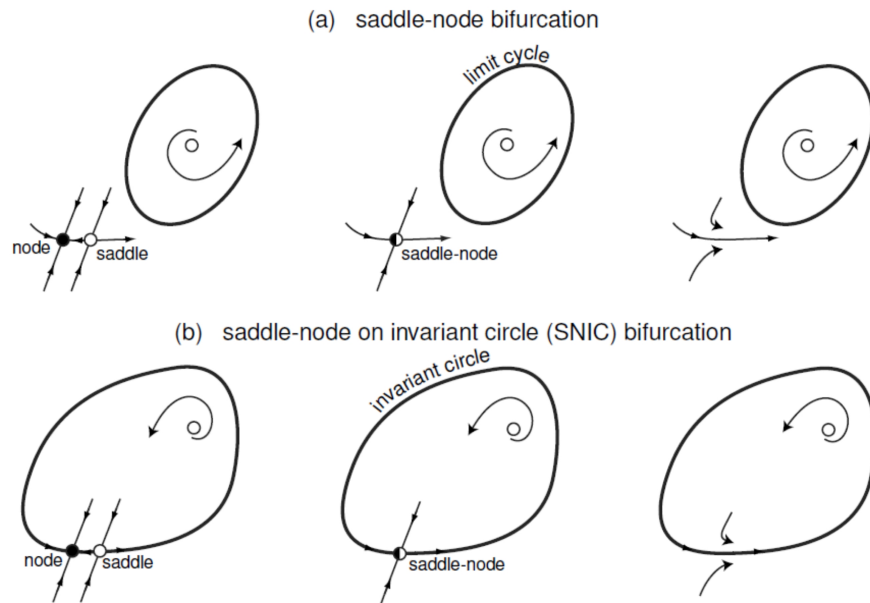 (a) saddle-node bifurcation
limit cycle
node
saddle
saddle-node
(b) saddle-node on invariant circle (SNIC) bifurcation
invariant circle
node
saddle
saddle-node